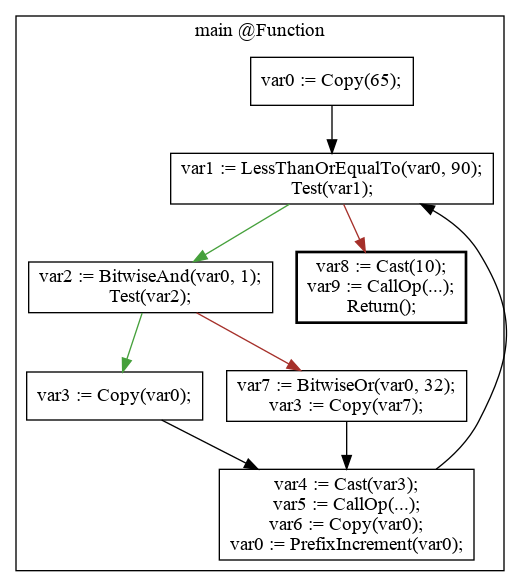 main @Function
var0 := Copy(65);
var1 := LessThanOrEqualTo(var0, 90);
Test(var1);
var2 := BitwiseAnd(var0, 1);
Test(var2);
var8 := Cast(10);
var9 := CallOp(...);
Return();
var3 := Copy(var0);
var7 := BitwiseOr(var0, 32);
var3 := Copy(var7);
var4 := Cast(var3);
var5 := CallOp(...);
var6 := Copy(var0);
var0 := PrefixIncrement(var0);